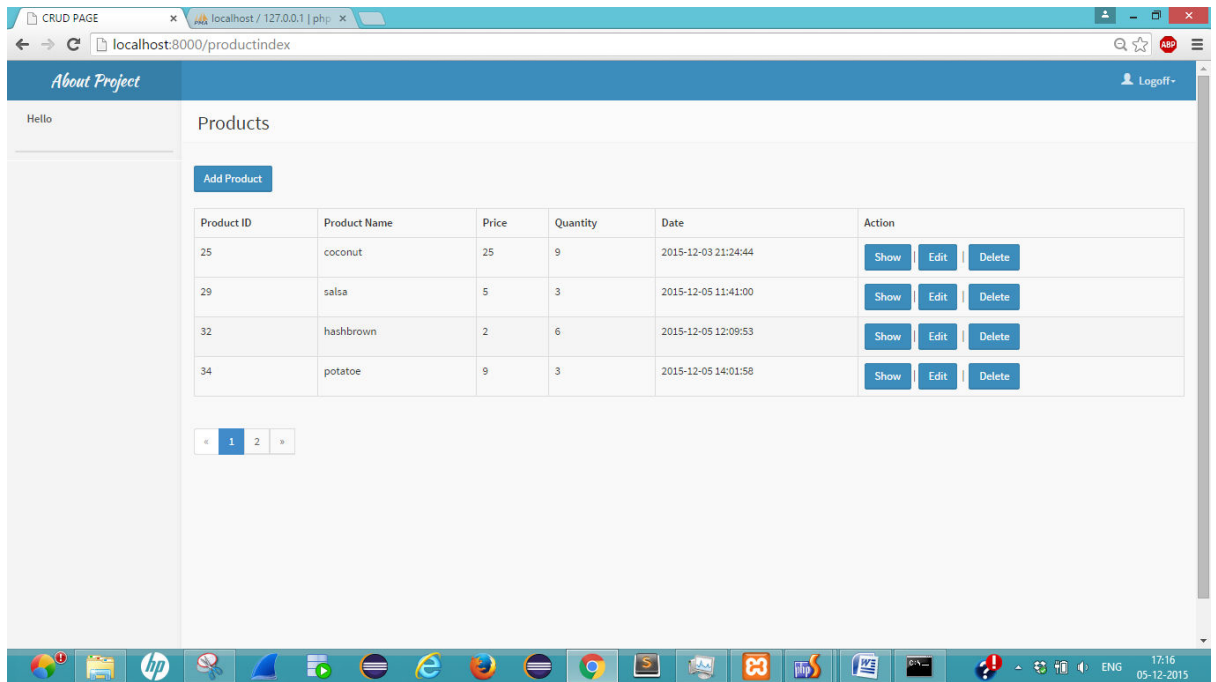 CRUD PAGE
localhost / 127.0.0.1 | php
localhost:8000/productindex
ABP
About Project
Logoff
Hello
Products
Add Product
Product ID Product Name Price Quantity Date Action
25 coconut 25 9 2015-12-03 21:24:44 Show | Edit | Delete
29 salsa 5 3 2015-12-05 11:41:00 Show | Edit | Delete
32 hashbrown 2 6 2015-12-05 12:09:53 Show | Edit | Delete
34 potatoe 9 3 2015-12-05 14:01:58 Show | Edit | Delete
« 1 2 »
hp
S
php
W
C:\
ENG
17:16
05-12-2015